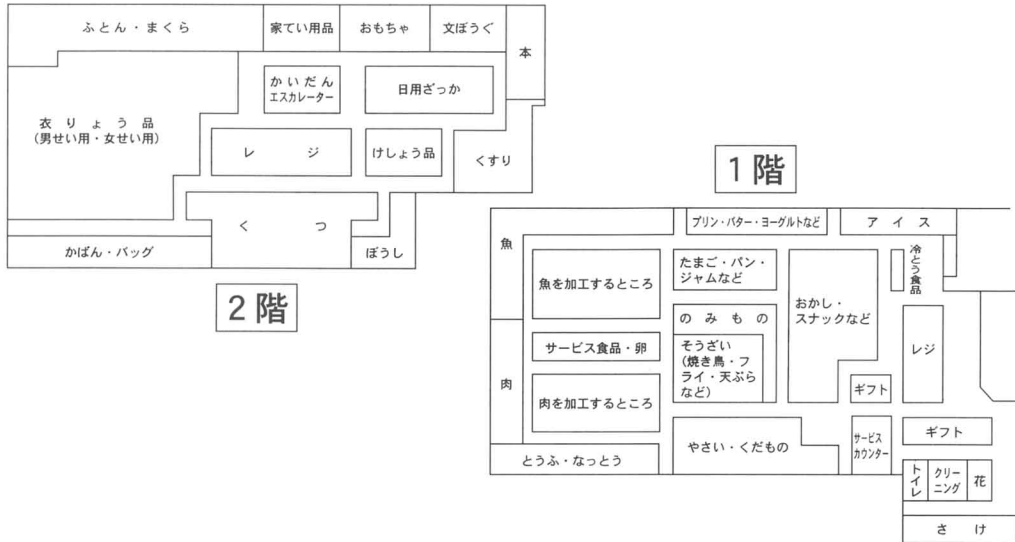 ふとん・まくら
家てい用品
おもちゃ
文ぼうぐ
本
かいだん
エスカレーター
日用ざっか
衣りょう品
(男せい用・女せい用)
レジ
けしょう品
くすり
くつ
かばん・バッグ
ぼうし
2階
1階
プリン・バター・ヨーグルトなど
アイス
魚
魚を加工するところ
たまご・パン・
ジャムなど
おかし・
スナックなど
冷とう食品
のみもの
サービス食品・卵
そうざい
(焼き鳥・フ
ライ・天ぷら
など)
レジ
肉
肉を加工するところ
ギフト
とうふ・なっとう
やさい・くだもの
サービス
カウンター
ギフト
トイレ
クリー
ニング
花
さけ